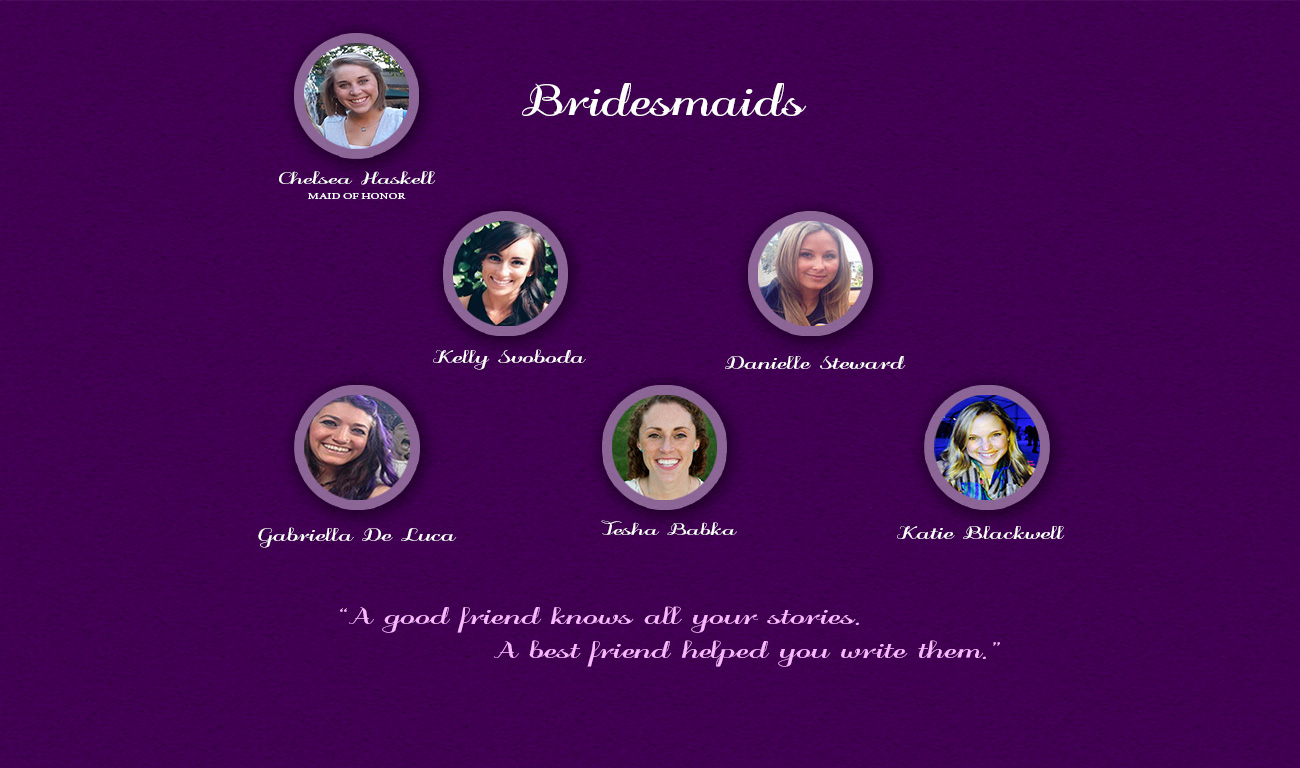 Bridesmaids
Chelsea Haskell
MAID OF HONOR
Kelly Svoboda
Danielle Steward
Gabriella De Luca
Tesha Babka
Katie Blackwell
“A good friend knows all your stories.
A best friend helped you write them.”